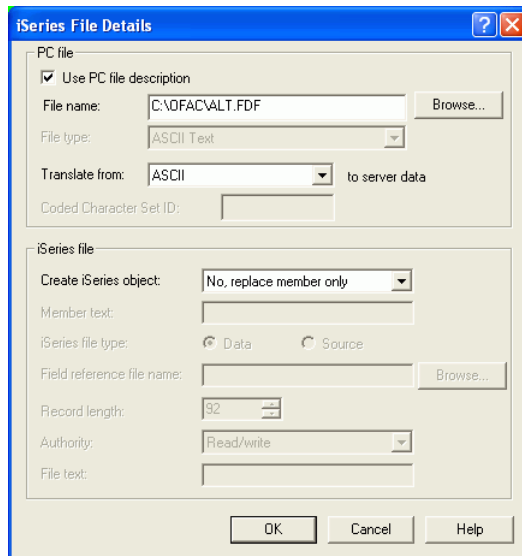 iSeries File Details
PC file
Use PC file description
File name: C:\OFAC\ALT.FDF Browse...
File type: ASCII Text
Translate from: ASCII to server data
Coded Character Set ID:
iSeries file
Create iSeries object: No, replace member only
Member text:
iSeries file type: Data Source
Field reference file name: Browse...
Record length: 92
Authority: Read/write
File text:
OK Cancel Help